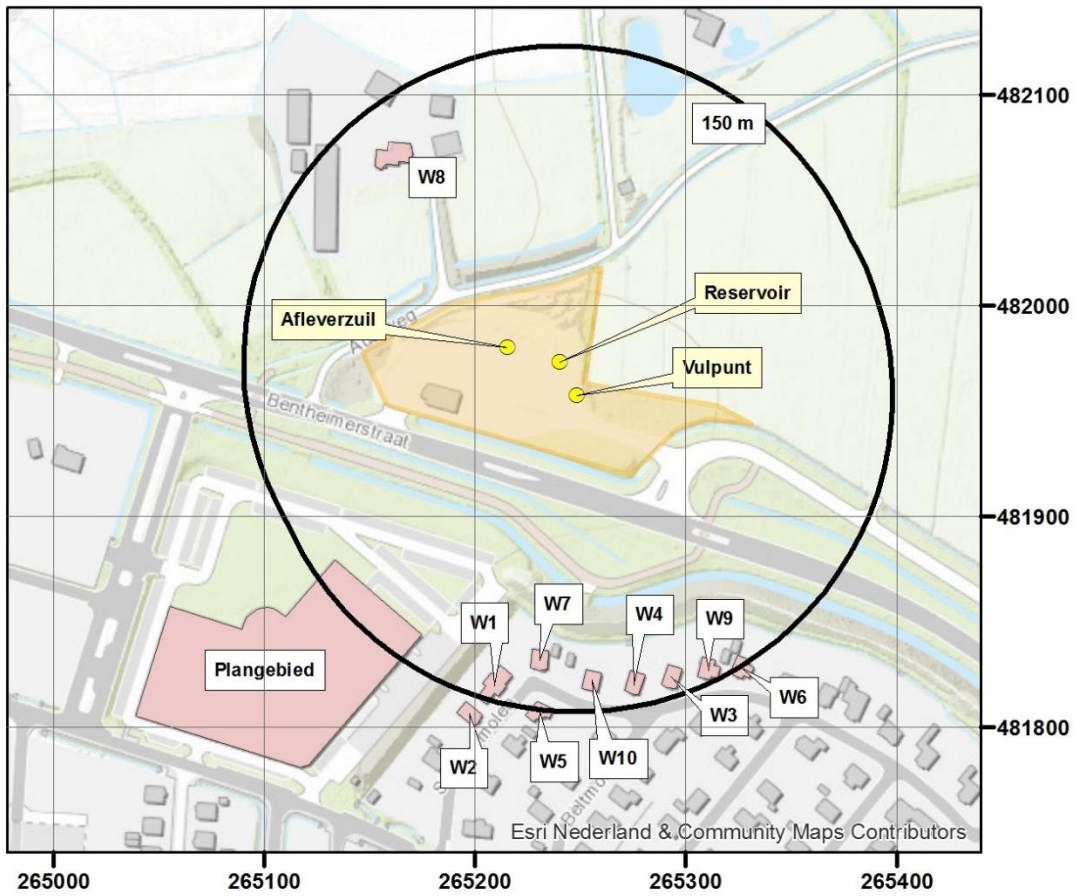 482100
150 m
W8
482000
Reservoir
Afleverzuil
Vulpunt
Bentheimerstraat
481900
W7
W1
W4
W9
Plangebied
W6
W3
481800
W2
W5
W10
Esri Nederland & Community Maps Contributors
265000
265100
265200
265300
265400